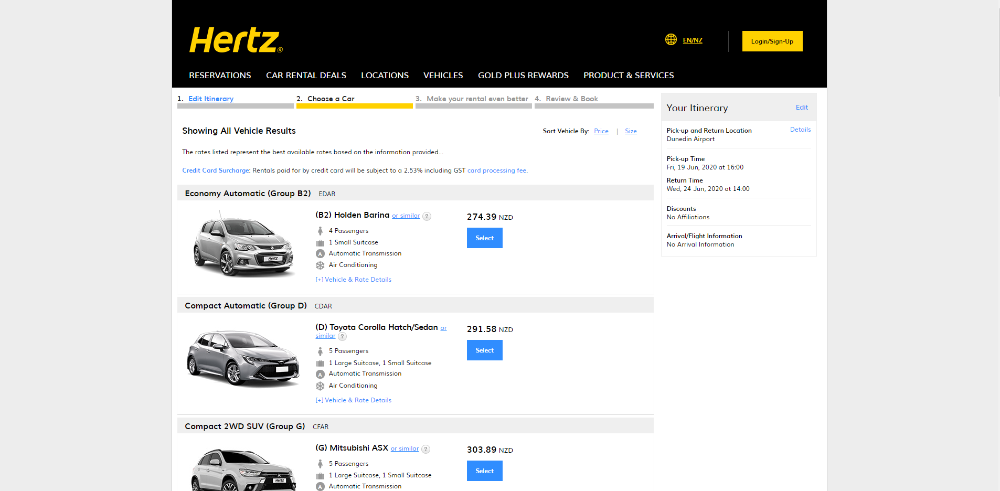 Hertz®
EN/NZ
Login/Sign-Up
RESERVATIONS CAR RENTAL DEALS LOCATIONS VEHICLES GOLD PLUS REWARDS PRODUCT & SERVICES
1. Edit Itinerary 2. Choose a Car 3. Make your rental even better 4. Review & Book
Showing All Vehicle Results
Sort Vehicle By: Price | Size
The rates listed represent the best available rates based on the information provided...
Credit Card Surcharge: Rentals paid for by credit card will be subject to a 2.53% including GST card processing fee.
Economy Automatic (Group B2) EDAR
(B2) Holden Barina or similar ?
4 Passengers
1 Small Suitcase
A Automatic Transmission
Air Conditioning
[+] Vehicle & Rate Details
274.39 NZD
Select
Hertz
Compact Automatic (Group D) CDAR
(D) Toyota Corolla Hatch/Sedan or
similar ?
5 Passengers
1 Large Suitcase, 1 Small Suitcase
A Automatic Transmission
Air Conditioning
[+] Vehicle & Rate Details
291.58 NZD
Select
Compact 2WD SUV (Group G) CFAR
(G) Mitsubishi ASX or similar ?
5 Passengers
1 Large Suitcase, 1 Small Suitcase
A Automatic Transmission
303.89 NZD
Select
Hertz
Your Itinerary Edit
Pick-up and Return Location Details
Dunedin Airport
Pick-up Time
Fri, 19 Jun, 2020 at 16:00
Return Time
Wed, 24 Jun, 2020 at 14:00
Discounts
No Affiliations
Arrival/Flight Information
No Arrival Information